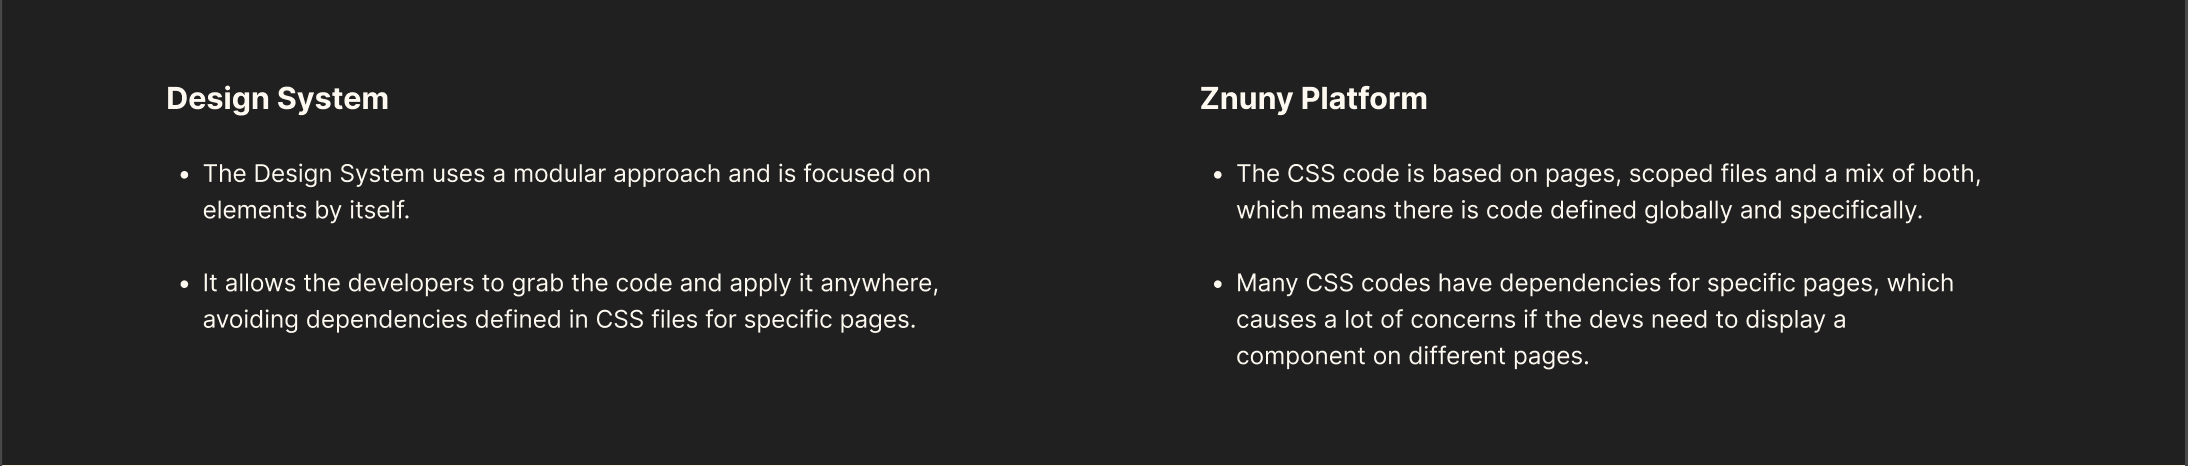 Design System
• The Design System uses a modular approach and is focused on
elements by itself.
• It allows the developers to grab the code and apply it anywhere,
avoiding dependencies defined in CSS files for specific pages.
Znuny Platform
• The CSS code is based on pages, scoped files and a mix of both,
which means there is code defined globally and specifically.
• Many CSS codes have dependencies for specific pages, which
causes a lot of concerns if the devs need to display a
component on different pages.